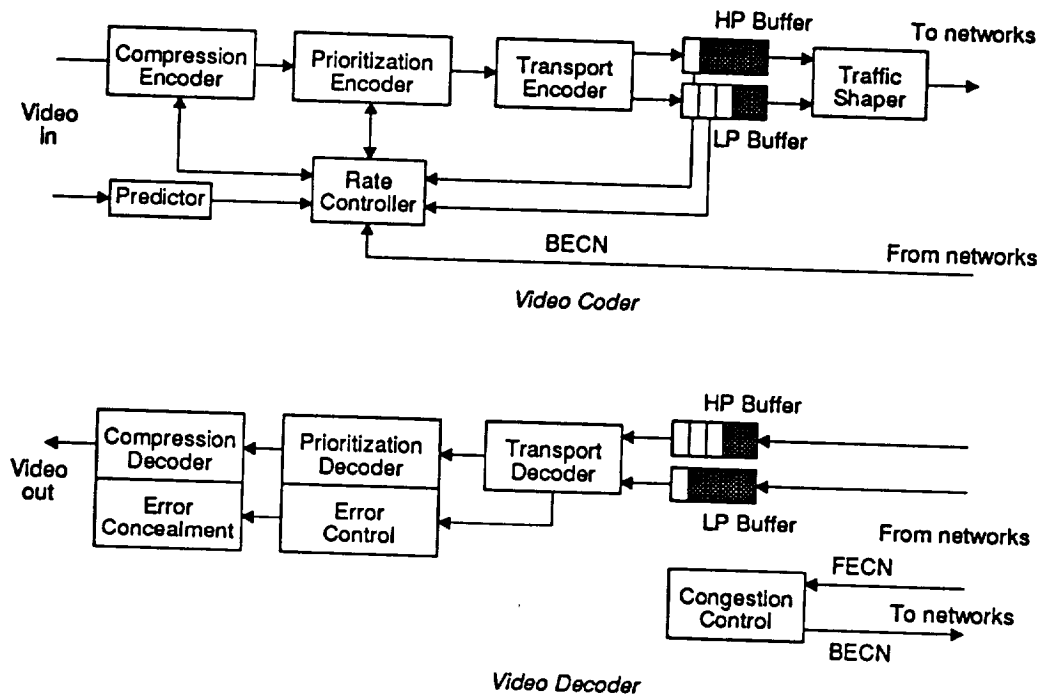 HP Buffer
To networks
Compression
Encoder
Prioritization
Encoder
Transport
Encoder
Traffic
Shaper
Video
in
LP Buffer
Predictor
Rate
Controller
BECN
From networks
Video Coder
HP Buffer
Compression
Decoder
Prioritization
Decoder
Transport
Decoder
Video
out
Error
Concealment
Error
Control
LP Buffer
From networks
FECN
Congestion
Control
To networks
BECN
Video Decoder